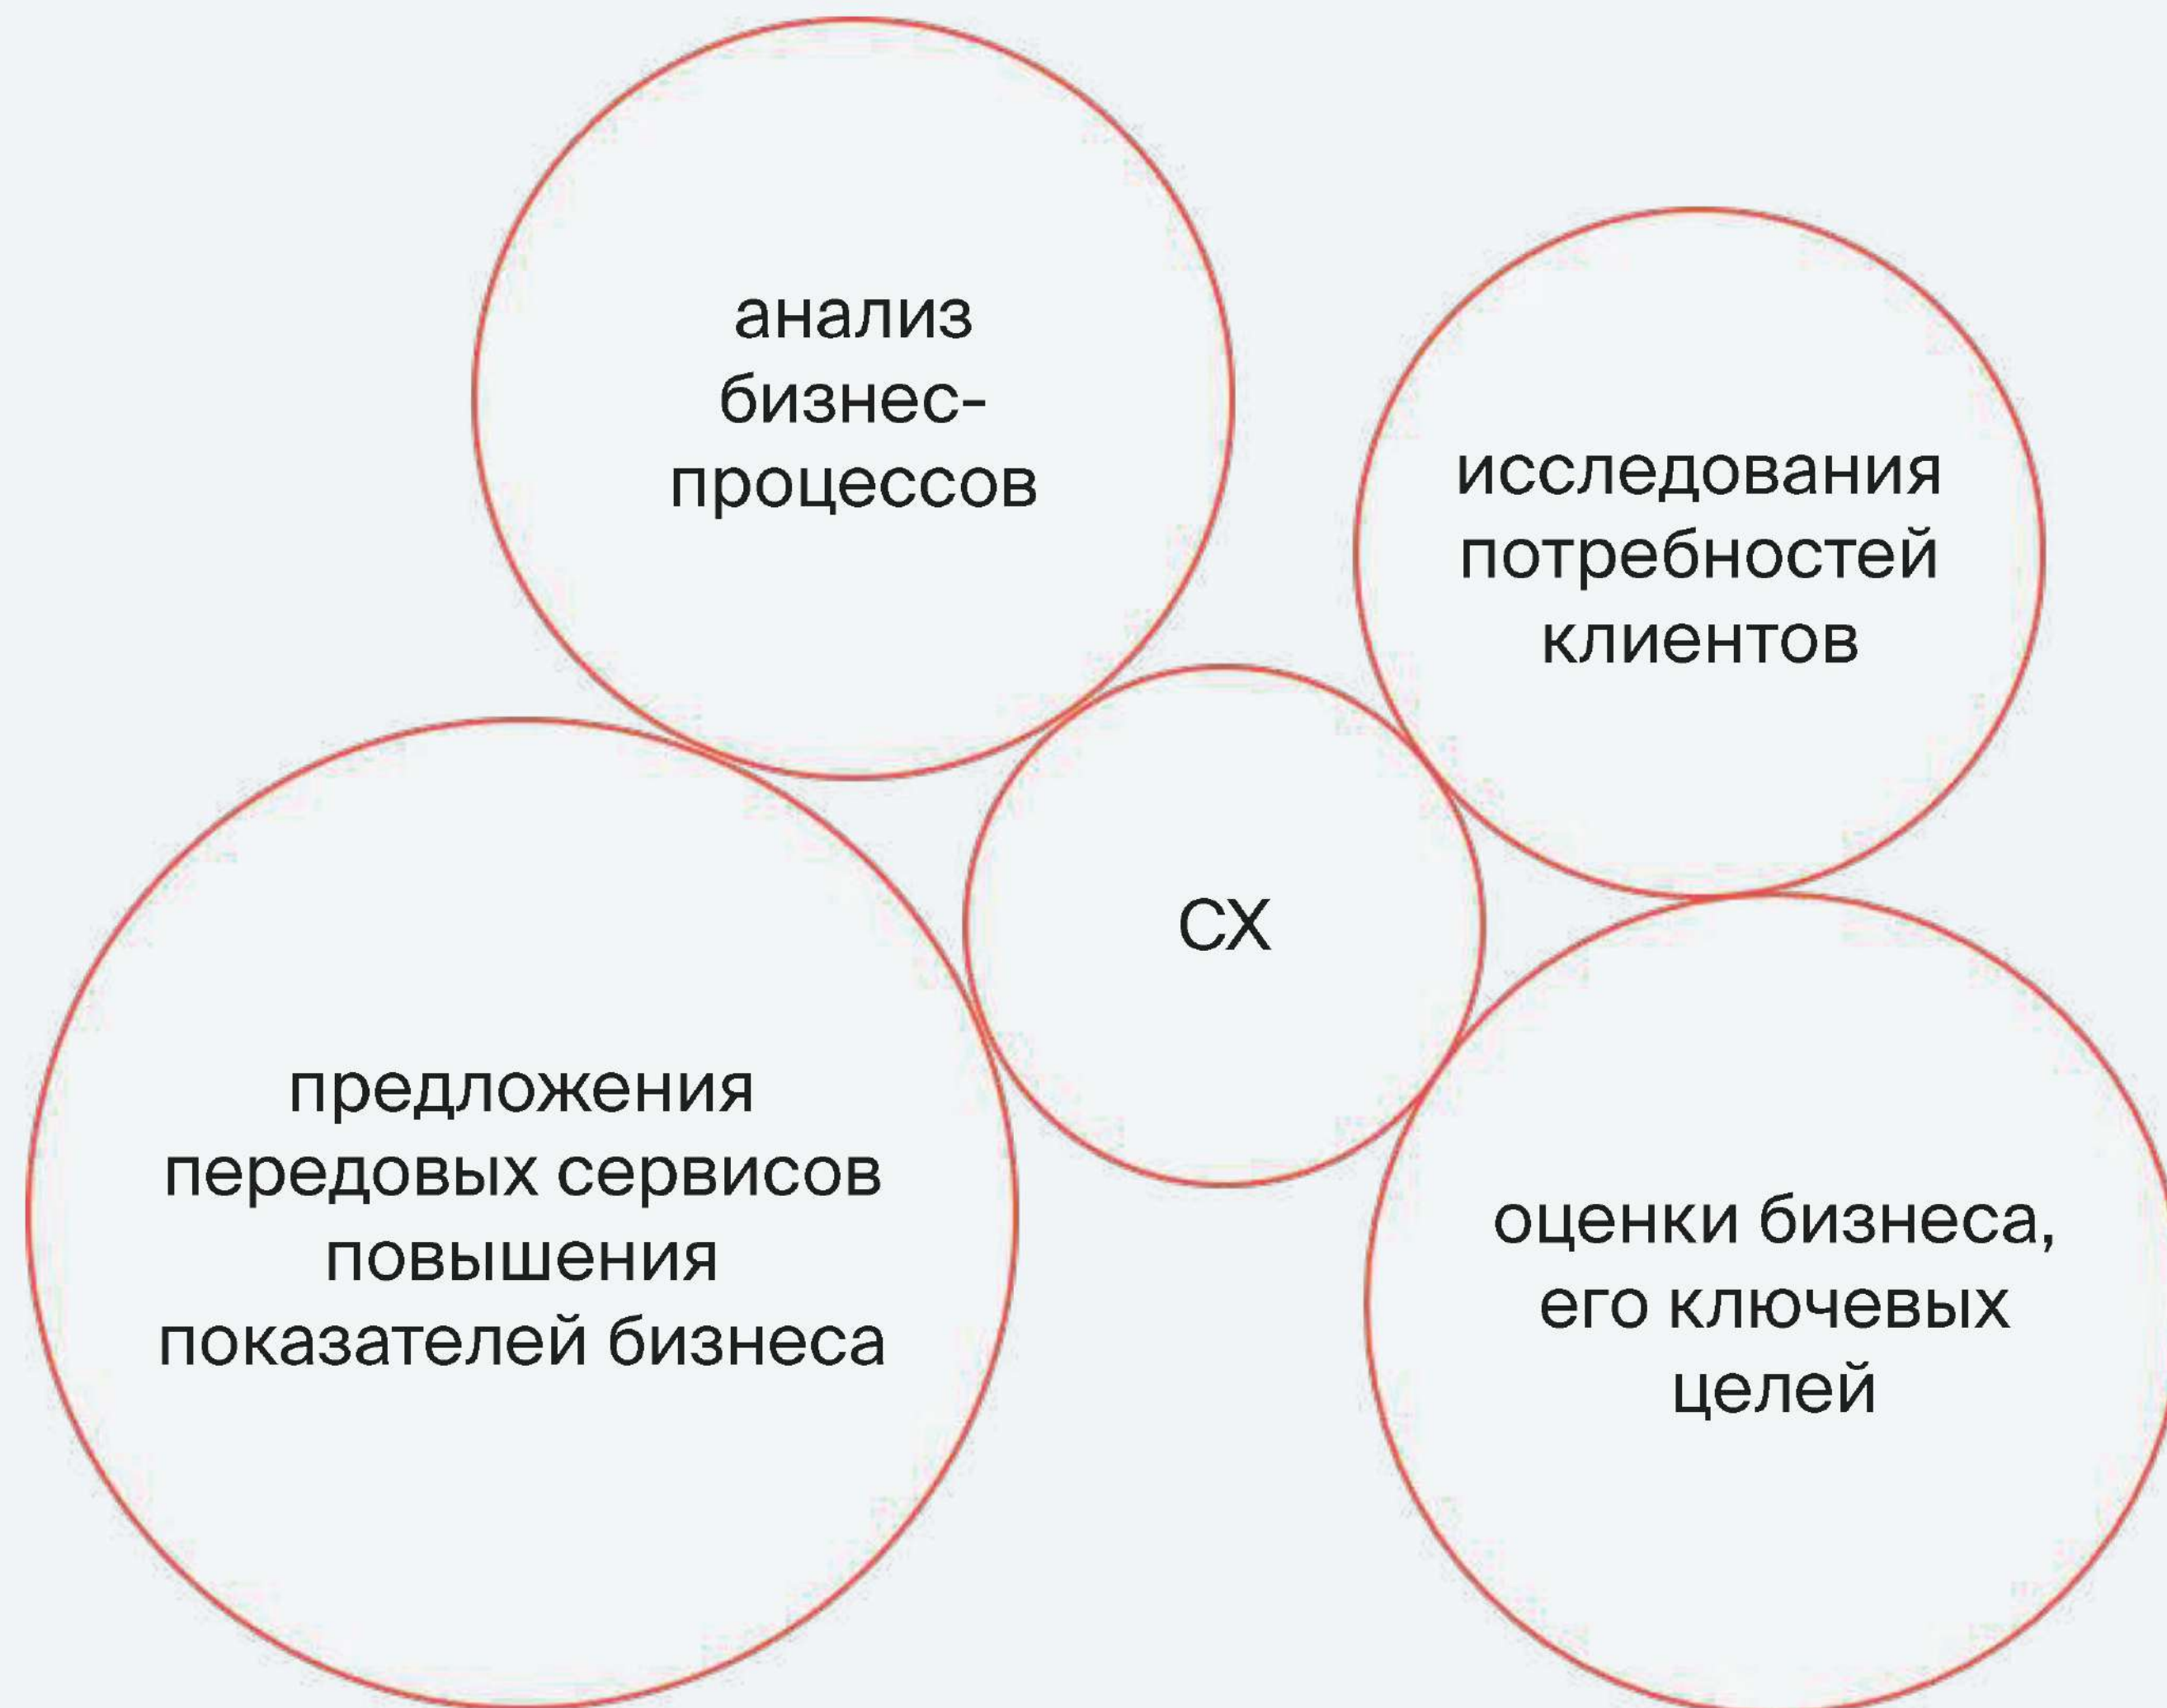 анализ
бизнес-
процессов
исследования
потребностей
клиентов
CX
предложения
передовых сервисов
повышения
показателей бизнеса
оценки бизнеса,
его ключевых
целей